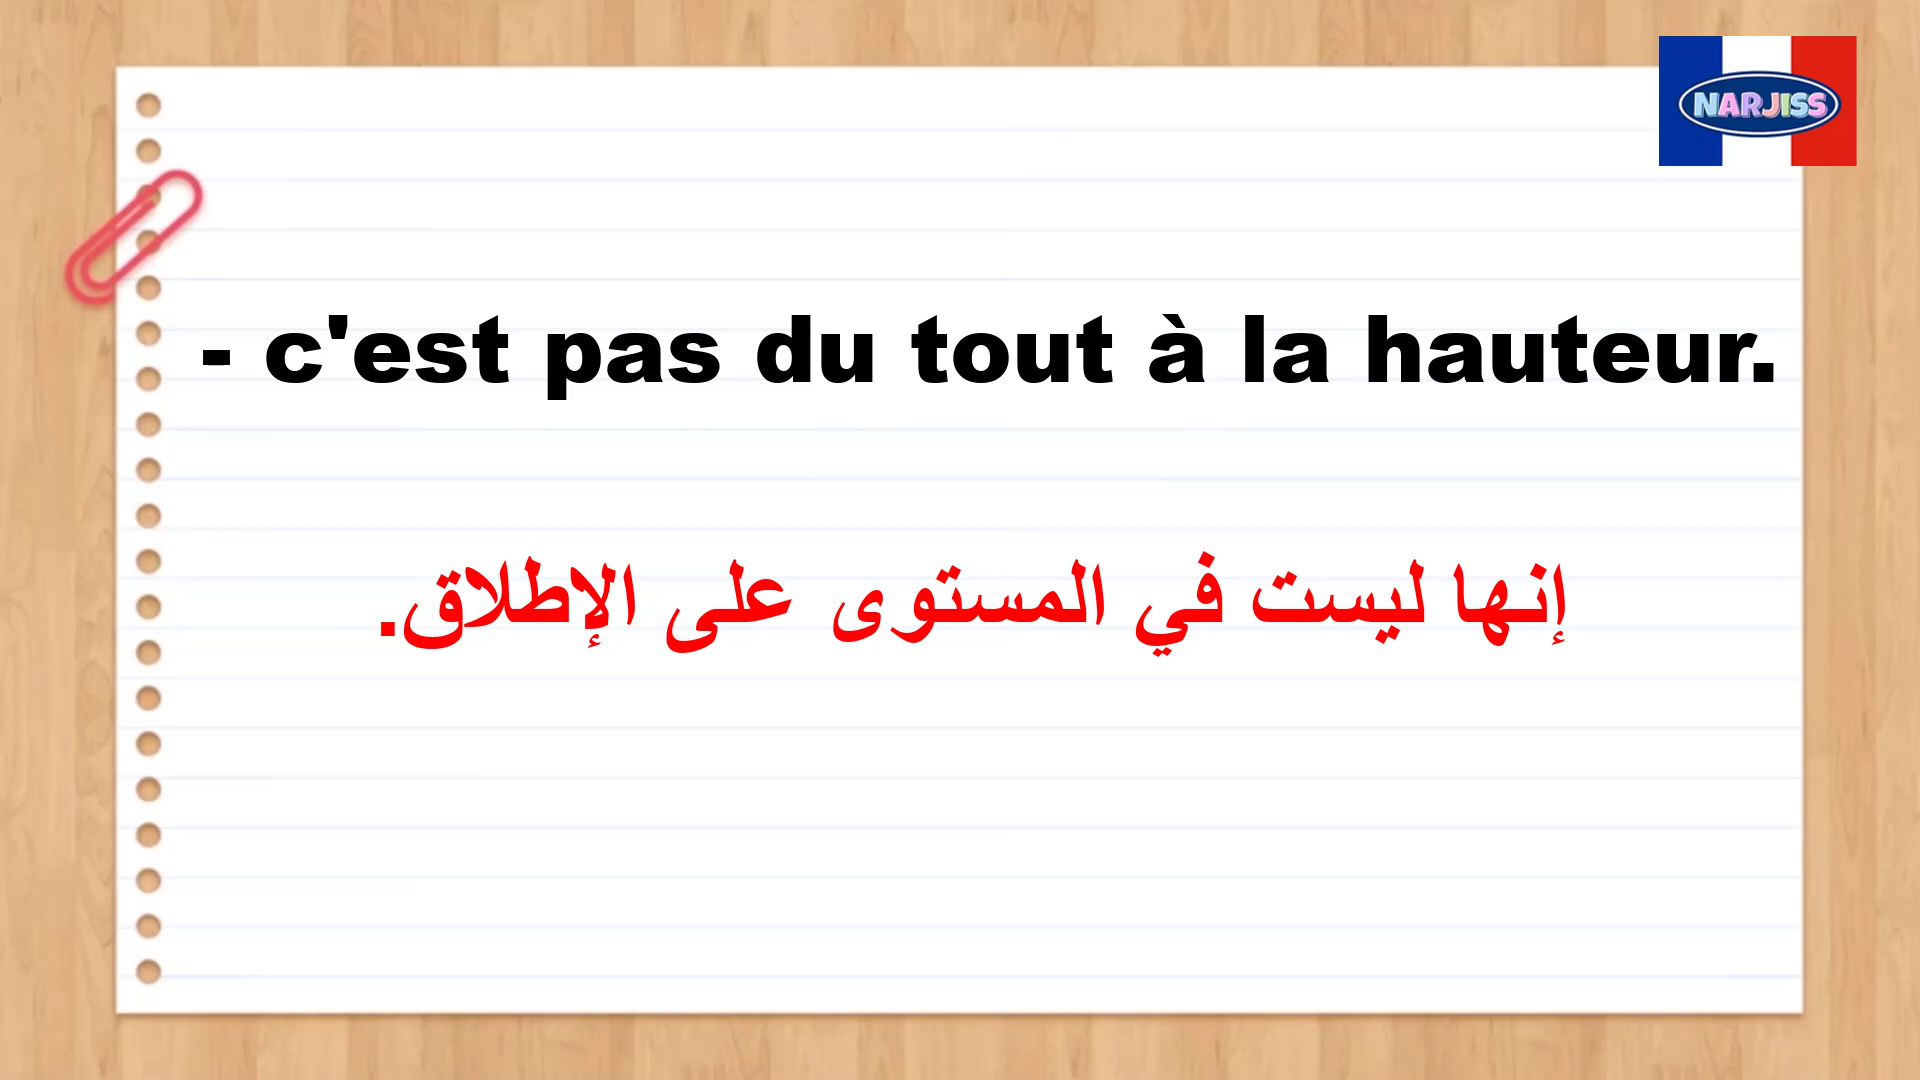 NARJISS
- c'est pas du tout à la hauteur.
إنها ليست في المستوى على الإطلاق.